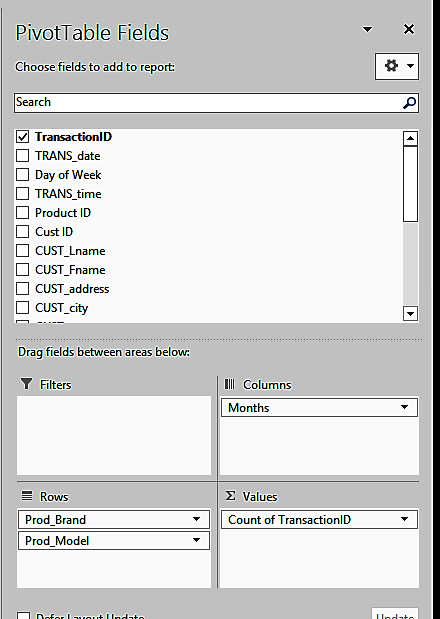 PivotTable Fields
Choose fields to add to report:
Search
TransactionID
TRANS_date
Day of Week
TRANS_time
Product ID
Cust ID
CUST_Lname
CUST_Fname
CUST_address
CUST_city
Drag fields between areas below:
Filters
Columns
Months
Rows
Values
Prod_Brand
Count of TransactionID
Prod_Model
Defer Layout Update
Update